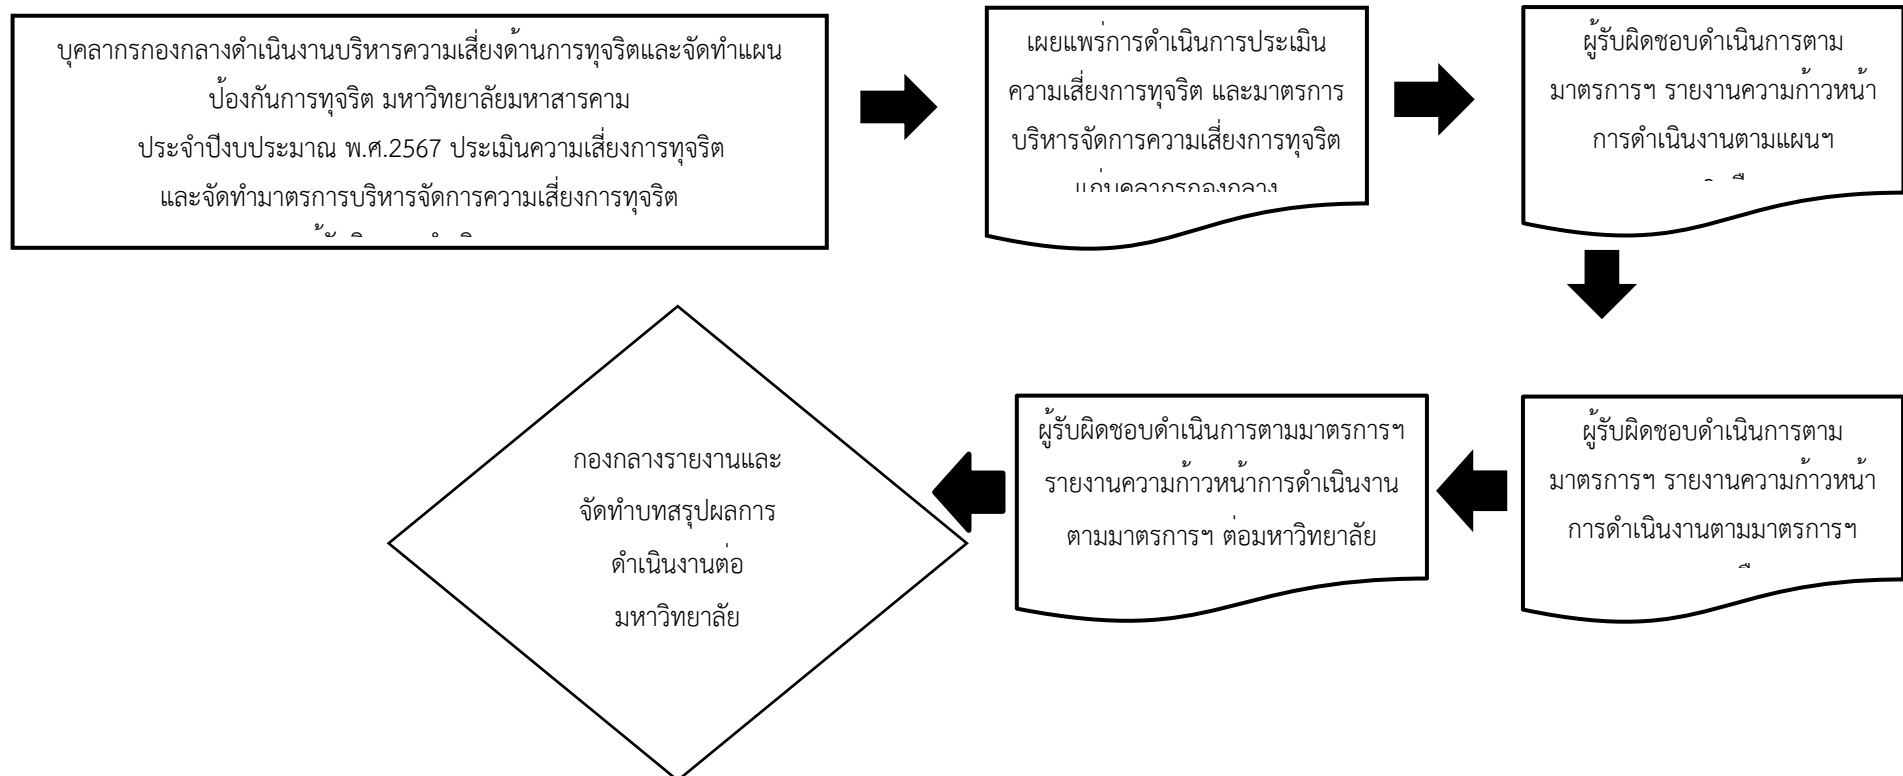 บุคลากรกองกลางดำเนินงานบริหารความเสี่ยงด้านการทุจริตและจัดทำแผน
ป้องกันการทุจริต มหาวิทยาลัยมหาสารคาม
ประจำปีงบประมาณ พ.ศ.2567 ประเมินความเสี่ยงการทุจริต
และจัดทำมาตรการบริหารจัดการความเสี่ยงการทุจริต
เผยแพร่การดำเนินการประเมิน
ความเสี่ยงการทุจริต และมาตรการ
บริหารจัดการความเสี่ยงการทุจริต
แก่บุคลากรกองกลาง
ผู้รับผิดชอบดำเนินการตาม
มาตรการฯ รายงานความก้าวหน้า
การดำเนินงานตามแผนฯ
ผู้รับผิดชอบดำเนินการตาม
มาตรการฯ รายงานความก้าวหน้า
การดำเนินงานตามมาตรการฯ
ผู้รับผิดชอบดำเนินการตามมาตรการฯ
รายงานความก้าวหน้าการดำเนินงาน
ตามมาตรการฯ ต่อมหาวิทยาลัย
กองกลางรายงานและ
จัดทำบทสรุปผลการ
ดำเนินงานต่อ
มหาวิทยาลัย